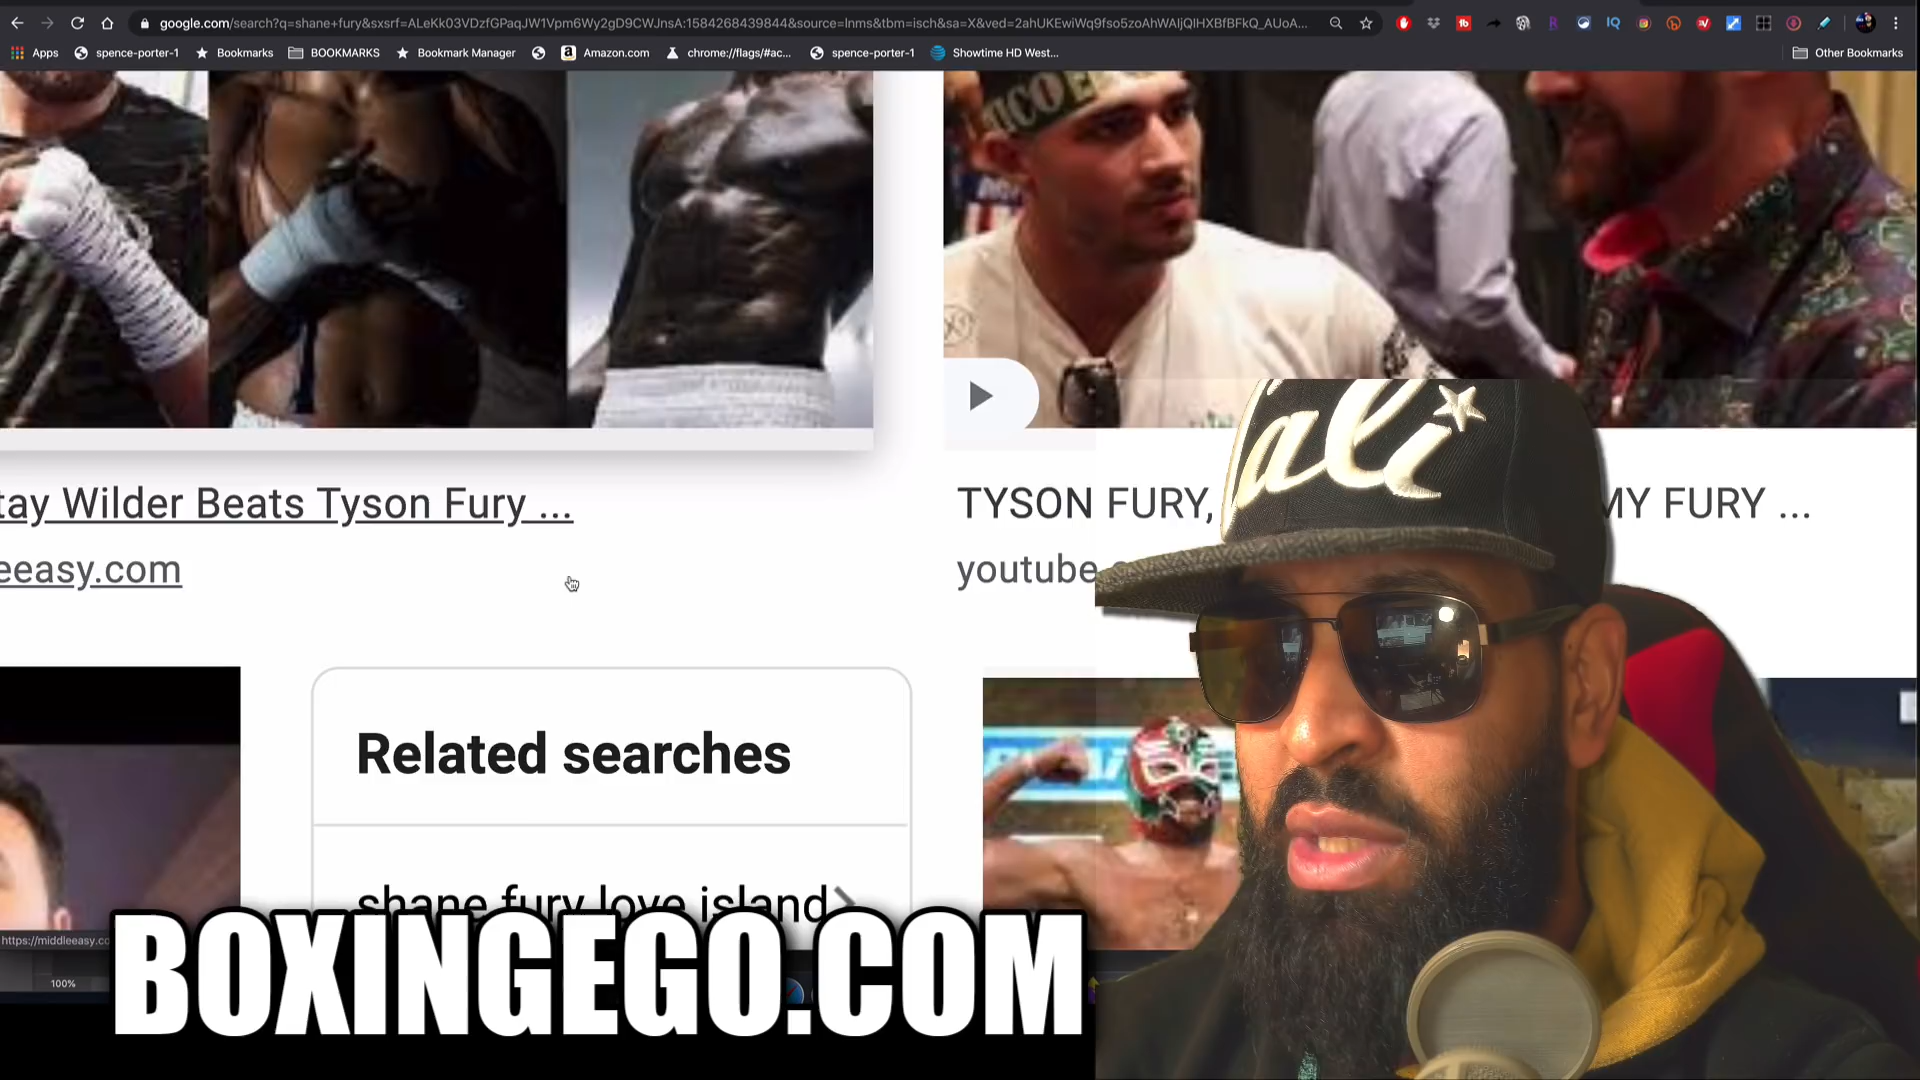 google.com/search?q=shane+fury&sxsrf=ALeKk03VDzfGPaqJW1Vpm6Wy2gD9CWJnsA:1584268439844&source=lnms&tbm=isch&sa=X&ved=2ahUKEwiWq9fso5zoAhWAIjQIHXBfBFkQ_AUoA...
Apps
spence-porter-1
Bookmarks
BOOKMARKS
Bookmark Manager
Amazon.com
chrome://flags/#ac...
spence-porter-1
Showtime HD West...
Other Bookmarks
tay Wilder Beats Tyson Fury ...
eeasy.com
TYSON FURY,
MY FURY ...
youtube
ali
Related searches
shane fury love island
https://middleeasy.co
100%
BOXINGEGO.COM